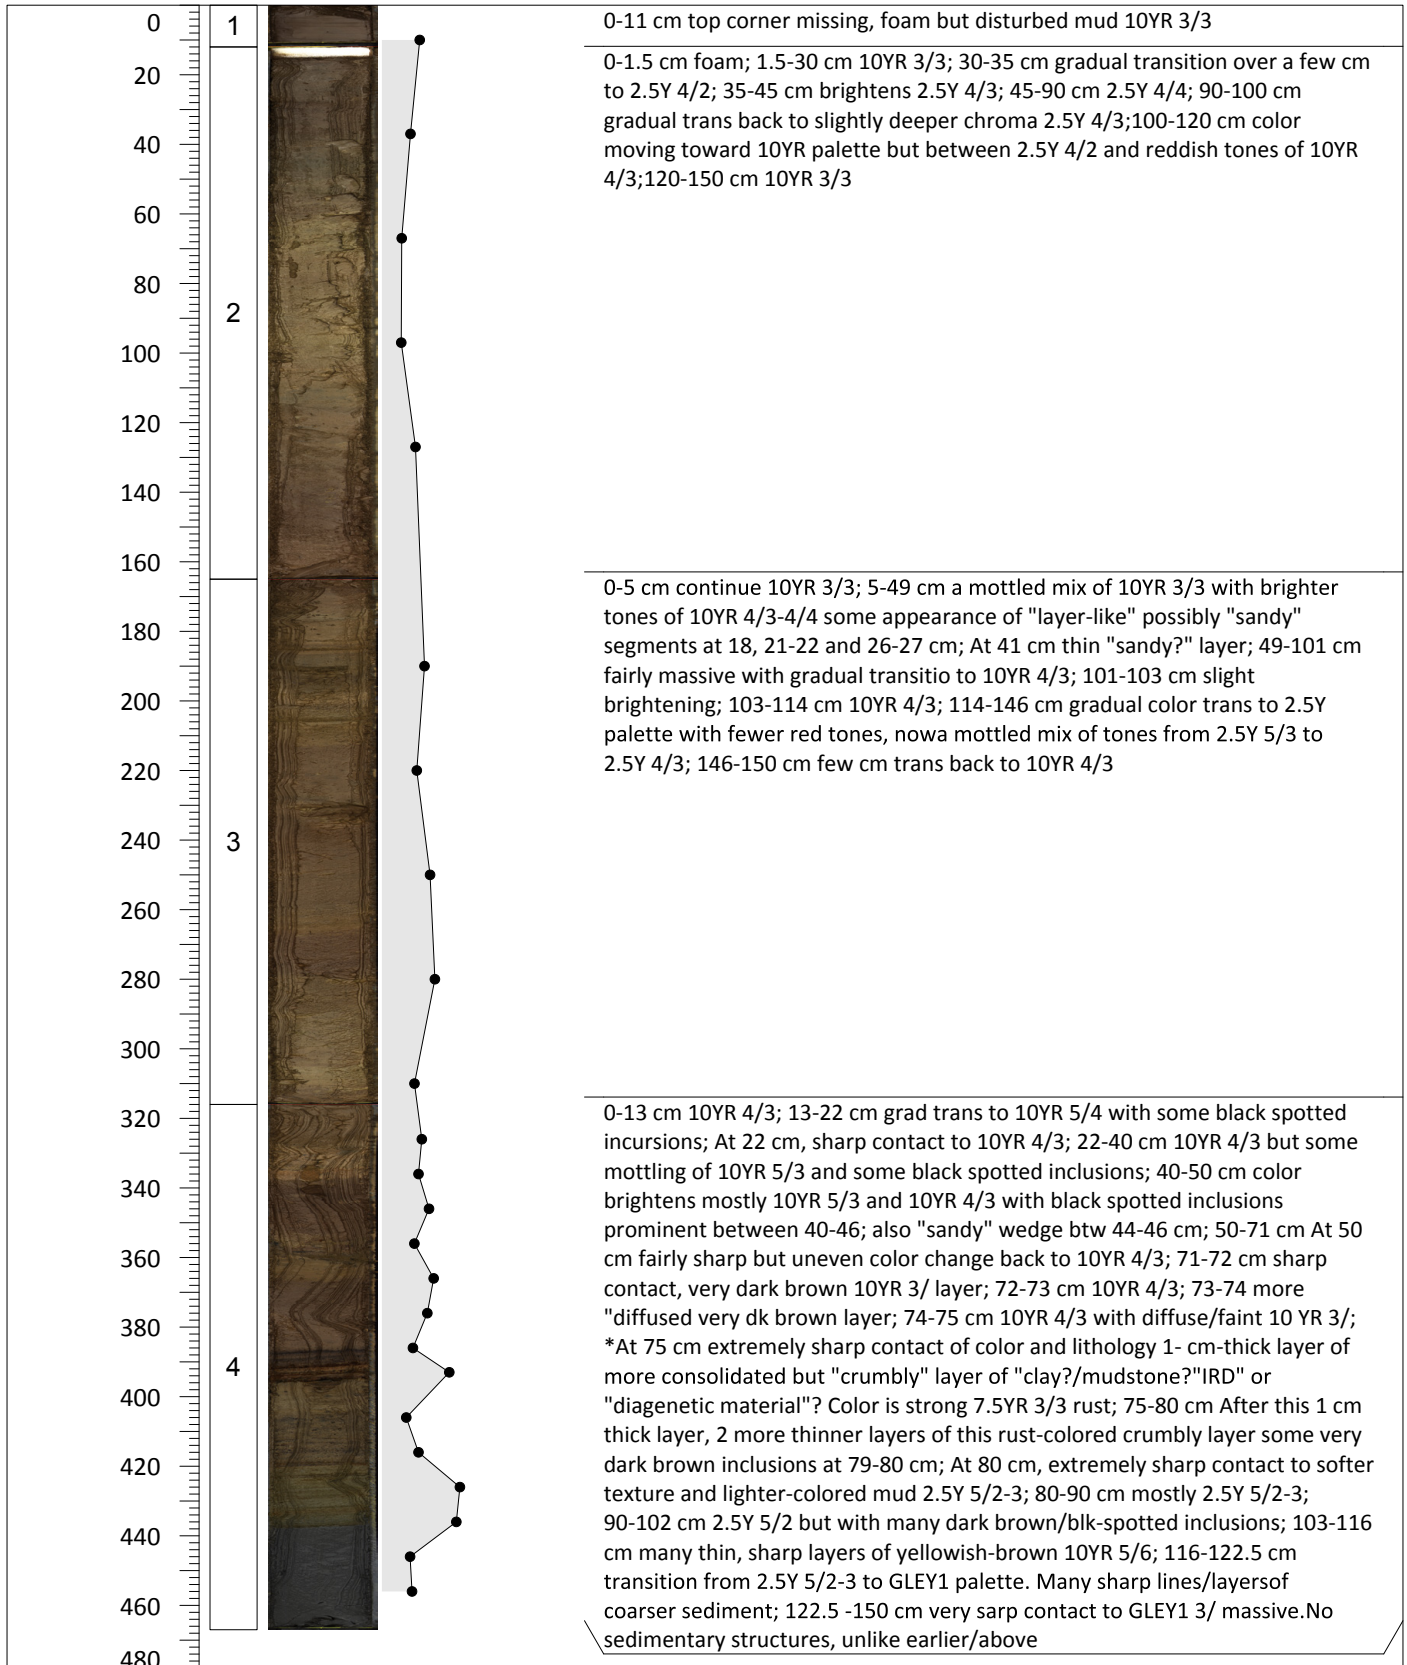 0
20
40
60
80
100
120
140
160
180
200
220
240
260
280
300
320
340
360
380
400
420
440
460
480
1
2
3
4
0-11 cm top corner missing, foam but disturbed mud 10YR 3/3
0-1.5 cm foam; 1.5-30 cm 10YR 3/3; 30-35 cm gradual transition over a few cm
to 2.5Y 4/2; 35-45 cm brightens 2.5Y 4/3; 45-90 cm 2.5Y 4/4; 90-100 cm
gradual trans back to slightly deeper chroma 2.5Y 4/3;100-120 cm color
moving toward 10YR palette but between 2.5Y 4/2 and reddish tones of 10YR
4/3;120-150 cm 10YR 3/3
0-5 cm continue 10YR 3/3; 5-49 cm a mottled mix of 10YR 3/3 with brighter
tones of 10YR 4/3-4/4 some appearance of "layer-like" possibly "sandy"
segments at 18, 21-22 and 26-27 cm; At 41 cm thin "sandy?" layer; 49-101 cm
fairly massive with gradual transitio to 10YR 4/3; 101-103 cm slight
brightening; 103-114 cm 10YR 4/3; 114-146 cm gradual color trans to 2.5Y
palette with fewer red tones, nowa mottled mix of tones from 2.5Y 5/3 to
2.5Y 4/3; 146-150 cm few cm trans back to 10YR 4/3
0-13 cm 10YR 4/3; 13-22 cm grad trans to 10YR 5/4 with some black spotted
incursions; At 22 cm, sharp contact to 10YR 4/3; 22-40 cm 10YR 4/3 but some
mottling of 10YR 5/3 and some black spotted inclusions; 40-50 cm color
brightens mostly 10YR 5/3 and 10YR 4/3 with black spotted inclusions
prominent between 40-46; also "sandy" wedge btw 44-46 cm; 50-71 cm At 50
cm fairly sharp but uneven color change back to 10YR 4/3; 71-72 cm sharp
contact, very dark brown 10YR 3/ layer; 72-73 cm 10YR 4/3; 73-74 more
"diffused very dk brown layer; 74-75 cm 10YR 4/3 with diffuse/faint 10 YR 3/;
*At 75 cm extremely sharp contact of color and lithology 1- cm-thick layer of
more consolidated but "crumbly" layer of "clay?/mudstone?"IRD" or
"diagenetic material"? Color is strong 7.5YR 3/3 rust; 75-80 cm After this 1 cm
thick layer, 2 more thinner layers of this rust-colored crumbly layer some very
dark brown inclusions at 79-80 cm; At 80 cm, extremely sharp contact to softer
texture and lighter-colored mud 2.5Y 5/2-3; 80-90 cm mostly 2.5Y 5/2-3;
90-102 cm 2.5Y 5/2 but with many dark brown/blk-spotted inclusions; 103-116
cm many thin, sharp layers of yellowish-brown 10YR 5/6; 116-122.5 cm
transition from 2.5Y 5/2-3 to GLEY1 palette. Many sharp lines/layersof
coarser sediment; 122.5 -150 cm very sarp contact to GLEY1 3/ massive.No
sedimentary structures, unlike earlier/above